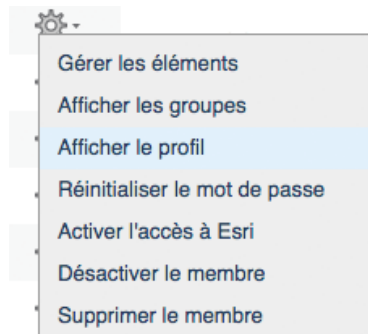 Gérer les éléments
Afficher les groupes
Afficher le profil
Réinitialiser le mot de passe
Activer l'accès à Esri
Désactiver le membre
Supprimer le membre